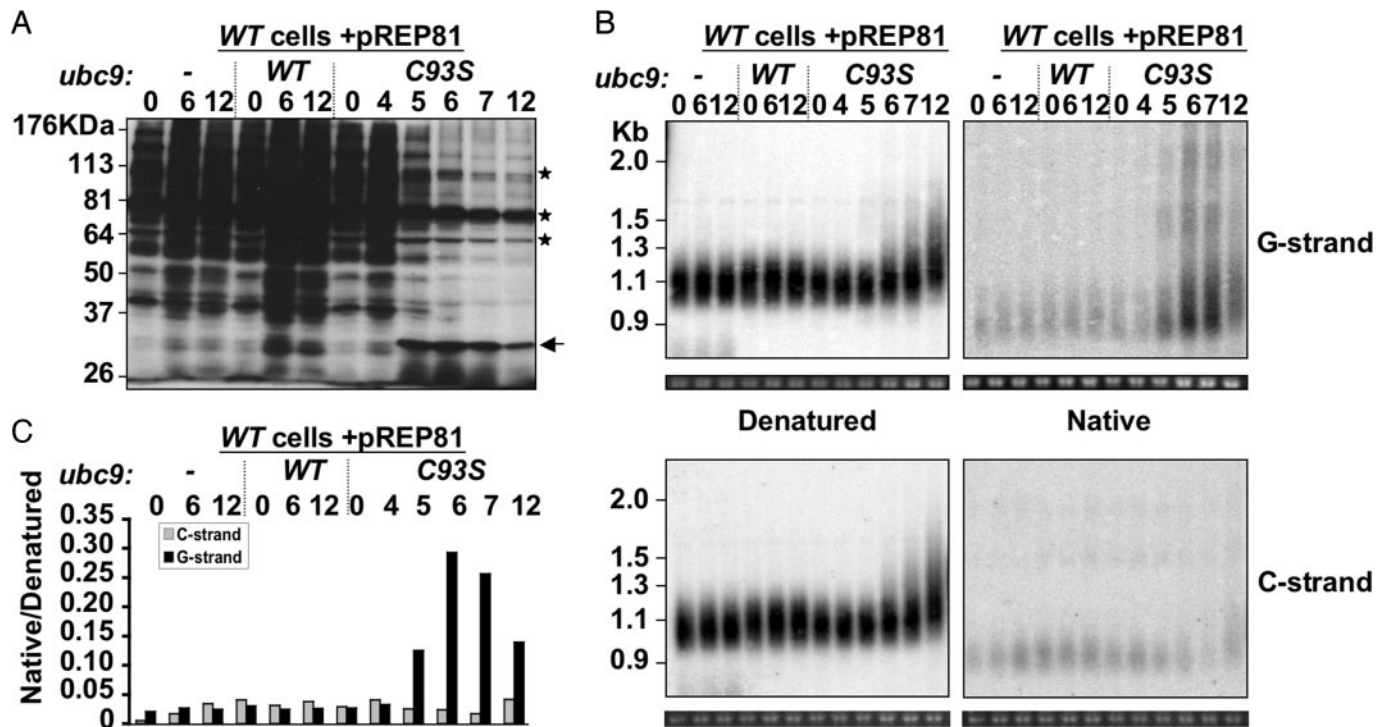 A
WT cells +pREP81
ubc9: - WT C93S
0 6 12 0 6 12 0 4 5 6 7 12
176KDa
113
81
64
50
37
26
B
WT cells +pREP81
ubc9: - WT C93S
0 6 12 0 6 12 0 4 5 6 7 12
Kb
2.0
1.5
1.3
1.1
0.9
WT cells +pREP81
- WT C93S
0 6 12 0 6 12 0 4 5 6 7 12
G-strand
Denatured
Native
2.0
1.5
1.3
1.1
0.9
C-strand
C
WT cells +pREP81
ubc9: - WT C93S
0 6 12 0 6 12 0 4 5 6 7 12
Native/Denatured
0.35
0.30
0.25
0.20
0.15
0.10
0.05
0
C-strand
G-strand